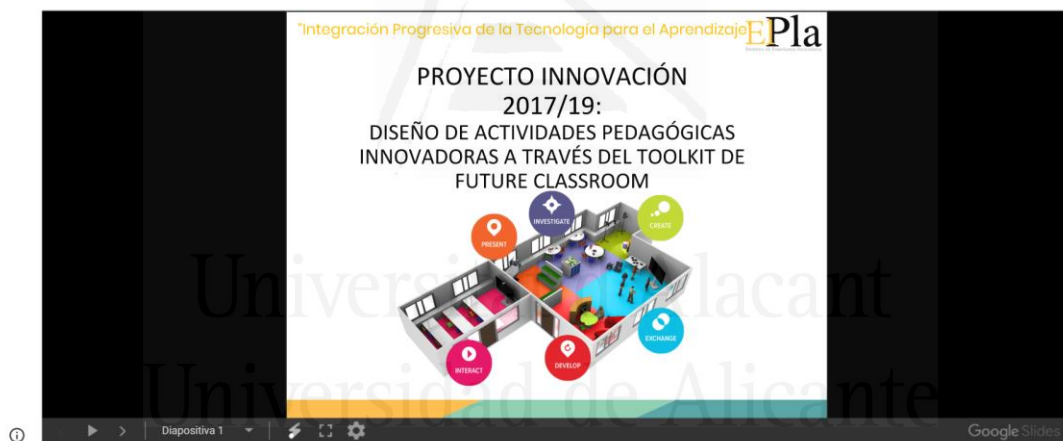 "Integración Progresiva de la Tecnología para el Aprendizaje
EPla
PROYECTO INNOVACIÓN
2017/19:
DISEÑO DE ACTIVIDADES PEDAGÓGICAS
INNOVADORAS A TRAVÉS DEL TOOLKIT DE
FUTURE CLASSROOM
INVESTIGATE
CREATE
PRESENT
EXCHANGE
INTERACT
DEVELOP
Universitat d'Alacant
Universidad de Alicante
Diapositiva 1
Google Slides